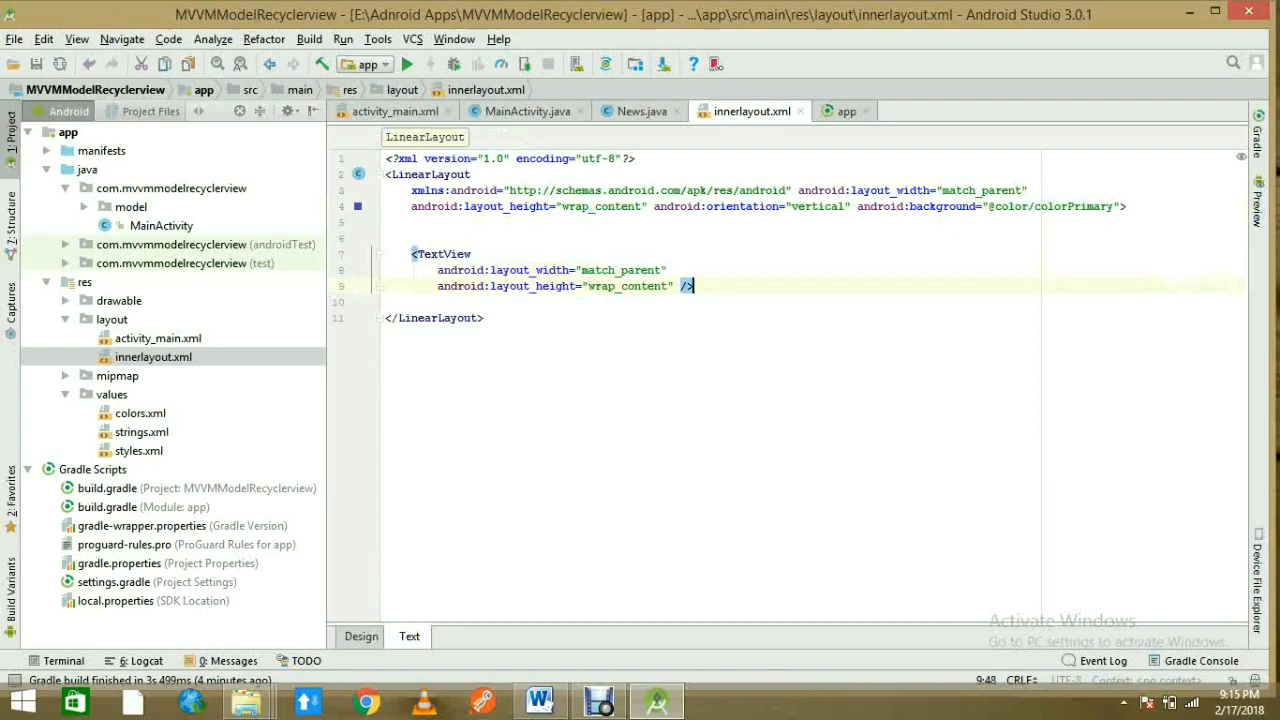 MVVMModelRecyclerview - [E:\Adnroid Apps\MVVMModelRecyclerview] - [app] - ...\app\src\main\res\layout\innerlayout.xml - Android Studio 3.0.1
File Edit View Navigate Code Analyze Refactor Build Run Tools VCS Window Help
app
MVVMModelRecyclerview app src main res layout innerlayout.xml
Android Project Files
activity_main.xml MainActivity.java News.java innerlayout.xml app
LinearLayout
1: Project
7: Structure
Captures
2: Favorites
Build Variants
app
manifests
java
com.mvvmmodelrecyclerview
model
MainActivity
com.mvvmmodelrecyclerview (androidTest)
com.mvvmmodelrecyclerview (test)
res
drawable
layout
activity_main.xml
innerlayout.xml
mipmap
values
colors.xml
strings.xml
styles.xml
Gradle Scripts
build.gradle (Project: MVVMModelRecyclerview)
build.gradle (Module: app)
gradle-wrapper.properties (Gradle Version)
proguard-rules.pro (ProGuard Rules for app)
gradle.properties (Project Properties)
settings.gradle (Project Settings)
local.properties (SDK Location)
1 <?xml version="1.0" encoding="utf-8"?>
2 <LinearLayout
3 xmlns:android="http://schemas.android.com/apk/res/android" android:layout_width="match_parent"
4 android:layout_height="wrap_content" android:orientation="vertical" android:background="@color/colorPrimary">
5
6
7 <TextView
8 android:layout_width="match_parent"
9 android:layout_height="wrap_content" />
10
11 </LinearLayout>
Gradle
Preview
Device File Explorer
Design Text
Activate Windows
Go to PC settings to activate Windows.
Terminal 6: Logcat 0: Messages TODO Event Log Gradle Console
Gradle build finished in 3s 499ms (4 minutes ago) 9:48 CRLF÷ UTF-8 Context: <no context>
9:15 PM
2/17/2018